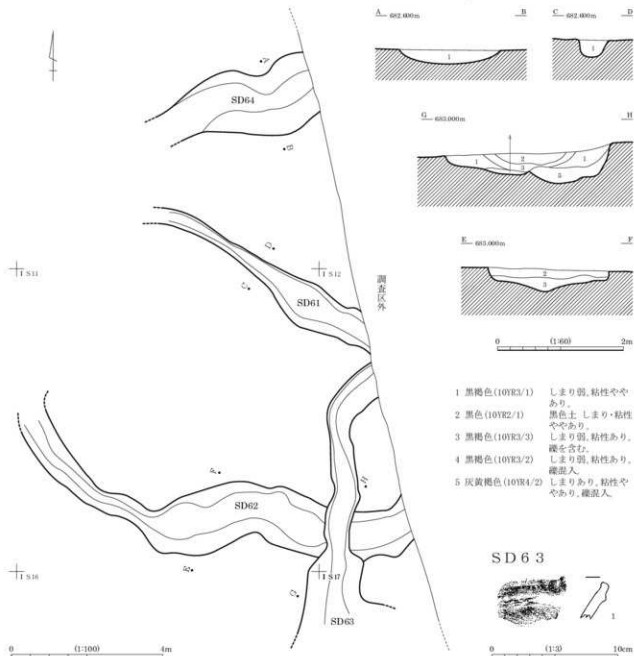 A 682.600m B
C 682.600m D
1
1
G 683.000m H
4
1
2
3
1
5
E 683.000m F
2
3
0 (1:60) 2m
A
SD64
B
D
I S11
I S12
C
SD61
調査区外
F
H
SD62
E
I S16
I S17
G
SD63
0 (1:100) 4m
1 黒褐色(10YR3/1) しまり弱、粘性やや
あり。
2 黒色(10YR2/1) 黒色土 しまり・粘性
ややあり。
3 黒褐色(10YR3/3) しまり弱、粘性あり、
礫を含む。
4 黒褐色(10YR3/2) しまり弱、粘性あり、
礫混入。
5 灰黄褐色(10YR4/2) しまりあり、粘性や
やあり、礫混入。
SD63
1
0 (1:3) 10cm